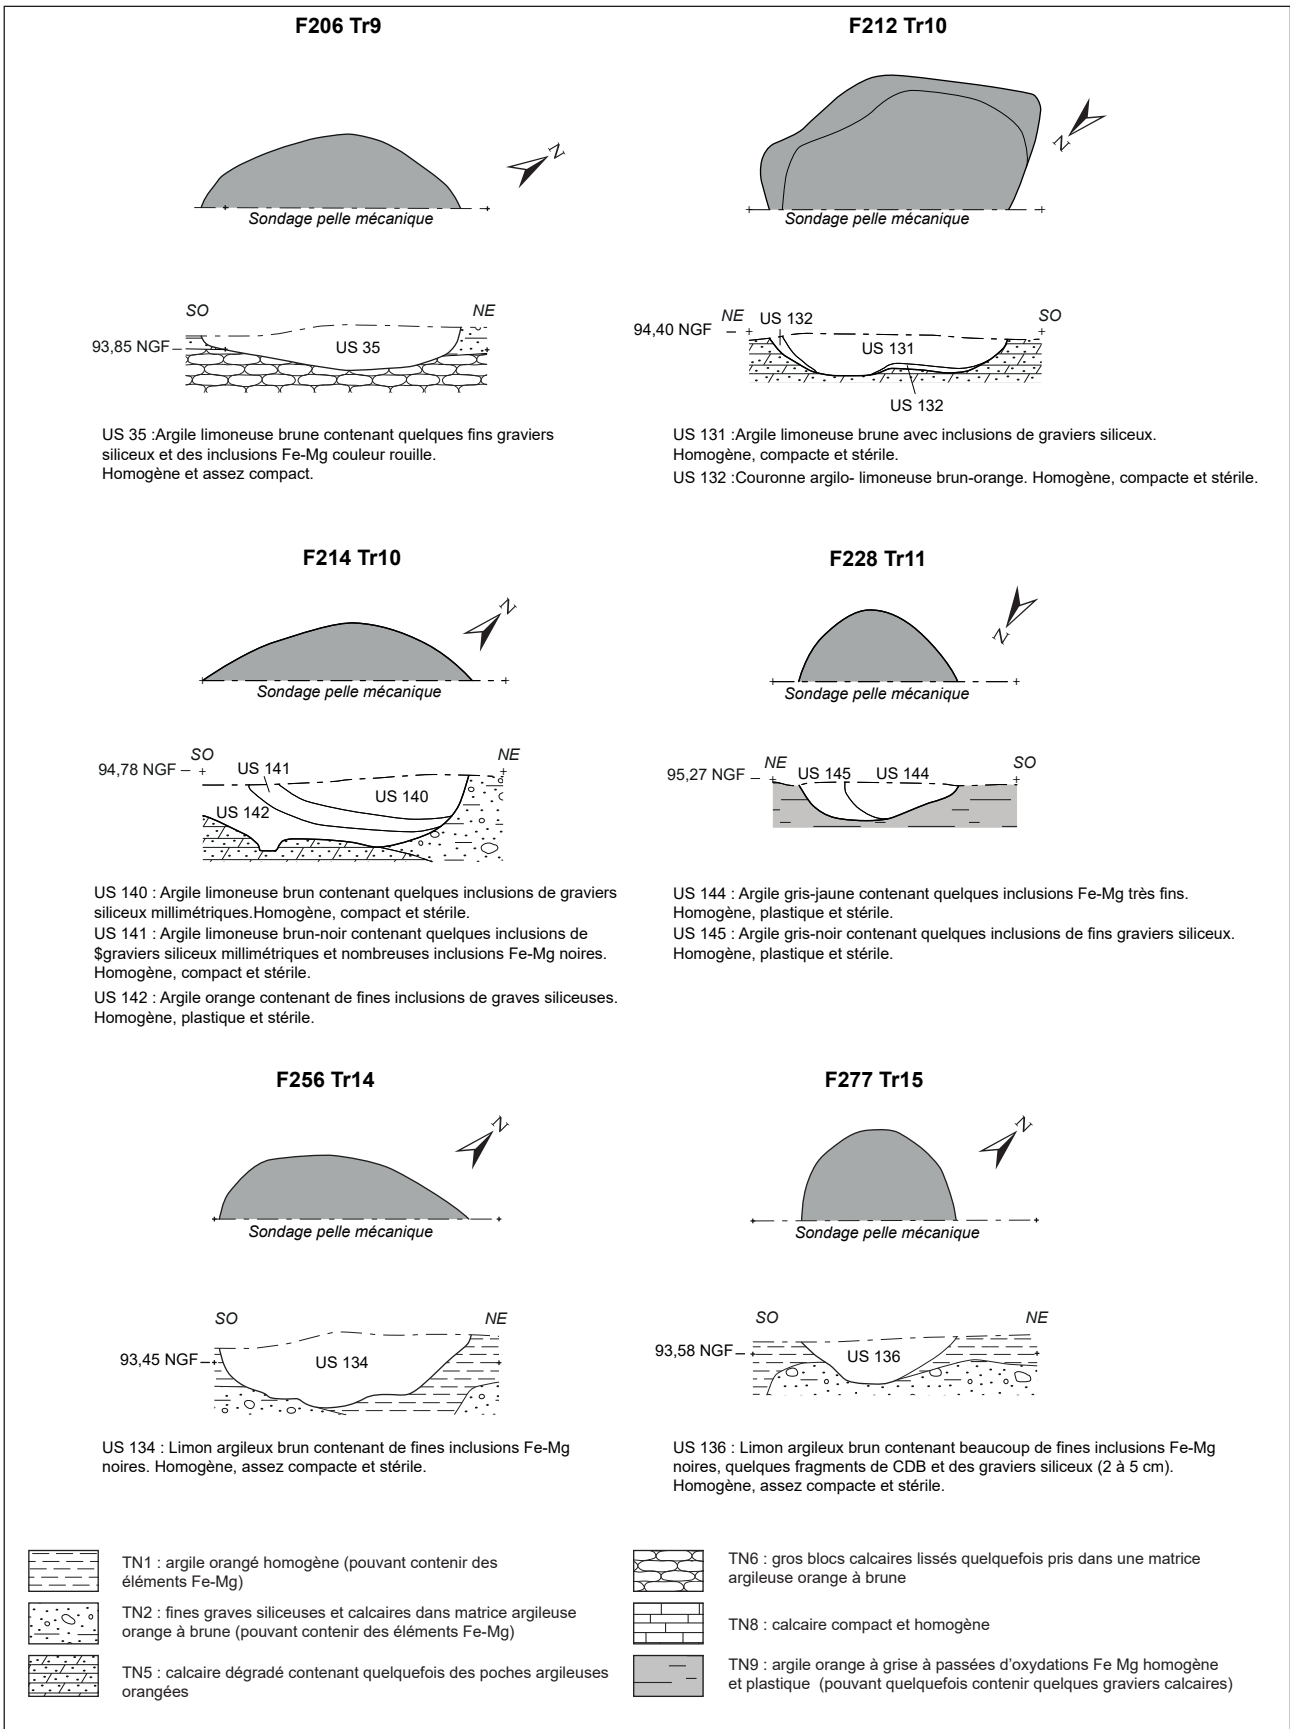 F206 Tr9
N
Sondage pelle mécanique
SO
NE
93,85 NGF
US 35
US 35 :Argile limoneuse brune contenant quelques fins graviers
siliceux et des inclusions Fe-Mg couleur rouille.
Homogène et assez compact.
F212 Tr10
N
Sondage pelle mécanique
NE
SO
94,40 NGF
US 132
US 131
US 132
US 131 :Argile limoneuse brune avec inclusions de graviers siliceux.
Homogène, compacte et stérile.
US 132 :Couronne argilo- limoneuse brun-orange. Homogène, compacte et stérile.
F214 Tr10
N
Sondage pelle mécanique
SO
NE
94,78 NGF
US 141
US 140
US 142
US 140 : Argile limoneuse brun contenant quelques inclusions de graviers
siliceux millimétriques.Homogène, compact et stérile.
US 141 : Argile limoneuse brun-noir contenant quelques inclusions de
$graviers siliceux millimétriques et nombreuses inclusions Fe-Mg noires.
Homogène, compact et stérile.
US 142 : Argile orange contenant de fines inclusions de graves siliceuses.
Homogène, plastique et stérile.
F228 Tr11
N
Sondage pelle mécanique
NE
SO
95,27 NGF
US 145
US 144
US 144 : Argile gris-jaune contenant quelques inclusions Fe-Mg très fins.
Homogène, plastique et stérile.
US 145 : Argile gris-noir contenant quelques inclusions de fins graviers siliceux.
Homogène, plastique et stérile.
F256 Tr14
N
Sondage pelle mécanique
SO
NE
93,45 NGF
US 134
US 134 : Limon argileux brun contenant de fines inclusions Fe-Mg
noires. Homogène, assez compacte et stérile.
F277 Tr15
N
Sondage pelle mécanique
SO
NE
93,58 NGF
US 136
US 136 : Limon argileux brun contenant beaucoup de fines inclusions Fe-Mg
noires, quelques fragments de CDB et des graviers siliceux (2 à 5 cm).
Homogène, assez compacte et stérile.
TN1 : argile orangé homogène (pouvant contenir des
éléments Fe-Mg)
TN2 : fines graves siliceuses et calcaires dans matrice argileuse
orange à brune (pouvant contenir des éléments Fe-Mg)
TN5 : calcaire dégradé contenant quelquefois des poches argileuses
orangées
TN6 : gros blocs calcaires lissés quelquefois pris dans une matrice
argileuse orange à brune
TN8 : calcaire compact et homogène
TN9 : argile orange à grise à passées d’oxydations Fe Mg homogène
et plastique (pouvant quelquefois contenir quelques graviers calcaires)